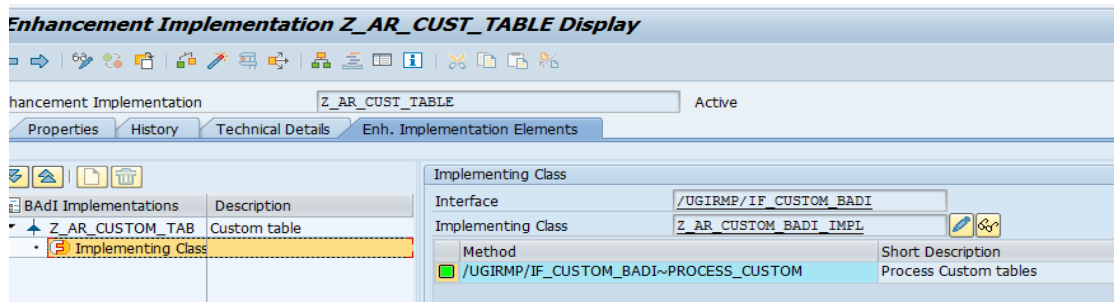 Enhancement Implementation Z_AR_CUST_TABLE Display
hancement Implementation Z_AR_CUST_TABLE Active
Properties History Technical Details Enh. Implementation Elements
BAdI Implementations Description
Z_AR_CUSTOM_TAB Custom table
Implementing Class
Implementing Class
Interface /UGIRMP/IF_CUSTOM_BADI
Implementing Class Z_AR_CUSTOM_BADI_IMPL
Method Short Description
/UGIRMP/IF_CUSTOM_BADI~PROCESS_CUSTOM Process Custom tables